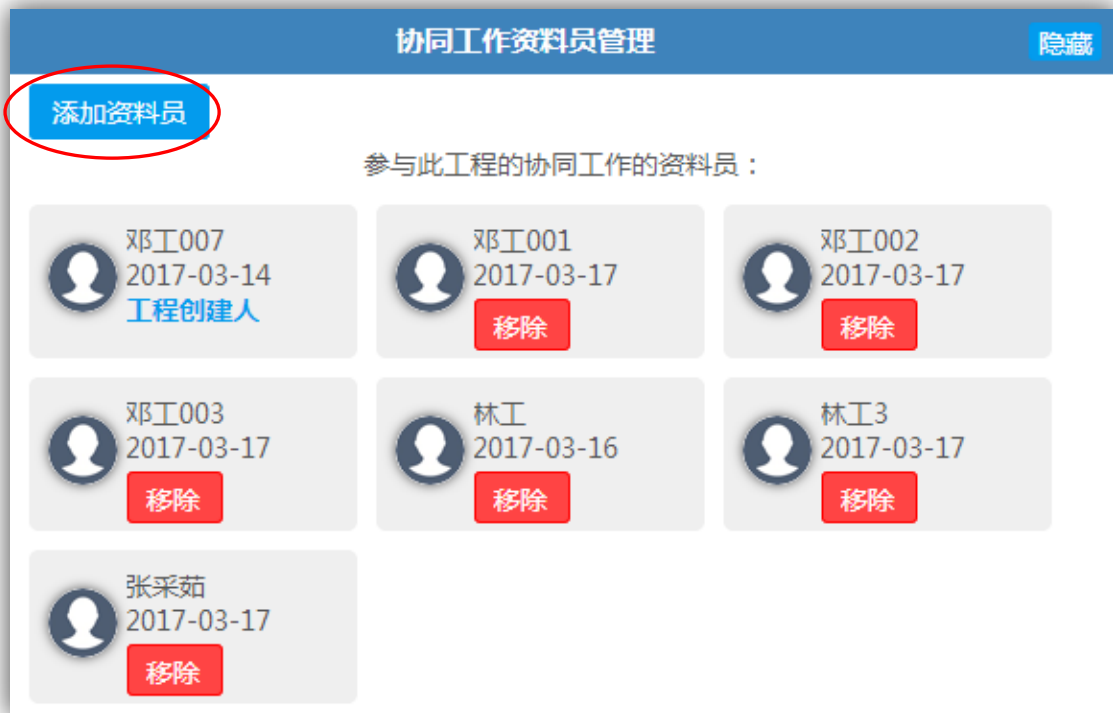 协同工作资料员管理
隐藏
添加资料员
参与此工程的协同工作的资料员：
邓工007
2017-03-14
工程创建人
邓工001
2017-03-17
移除
邓工002
2017-03-17
移除
邓工003
2017-03-17
移除
林工
2017-03-16
移除
林工3
2017-03-17
移除
张采茹
2017-03-17
移除